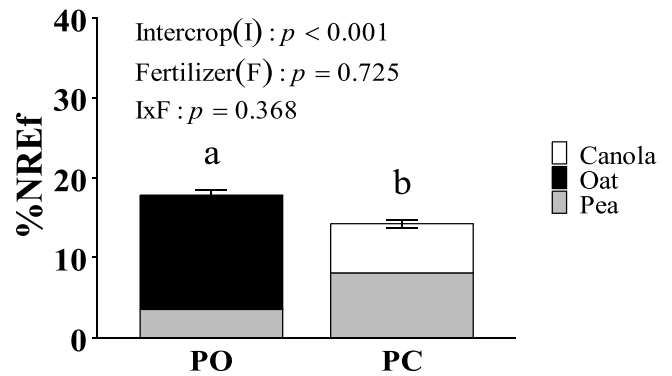 40
30
20
10
0
%NREf
Intercrop(I) : p < 0.001
Fertilizer(F) : p = 0.725
IxF : p = 0.368
a
b
PO
PC
Canola
Oat
Pea